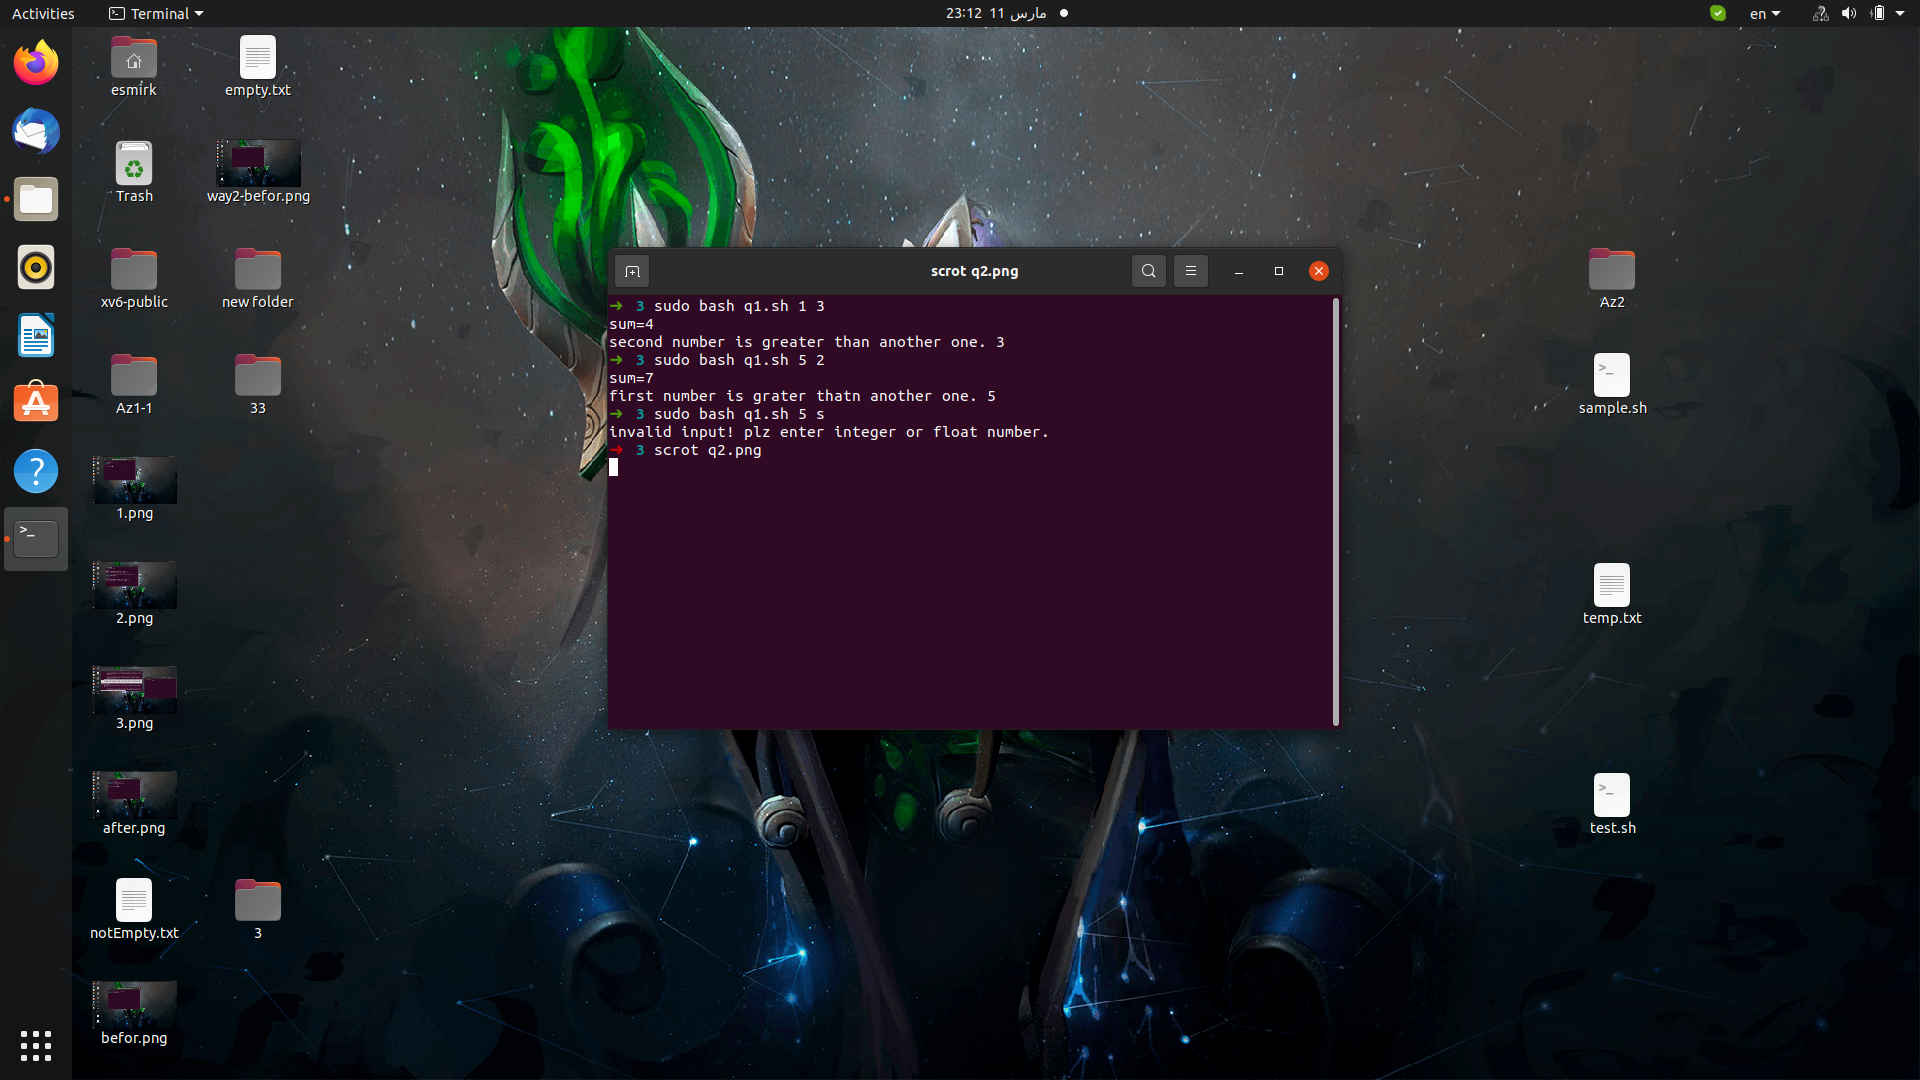 Activities
Terminal
23:12 11 مارس
en
esmirk
empty.txt
Trash
way2-befor.png
xv6-public
new folder
Az1-1
33
1.png
2.png
3.png
after.png
notEmpty.txt
3
befor.png
scrot q2.png
➜ 3 sudo bash q1.sh 1 3
sum=4
second number is greater than another one. 3
➜ 3 sudo bash q1.sh 5 2
sum=7
first number is grater thatn another one. 5
➜ 3 sudo bash q1.sh 5 s
invalid input! plz enter integer or float number.
➜ 3 scrot q2.png
Az2
sample.sh
temp.txt
test.sh